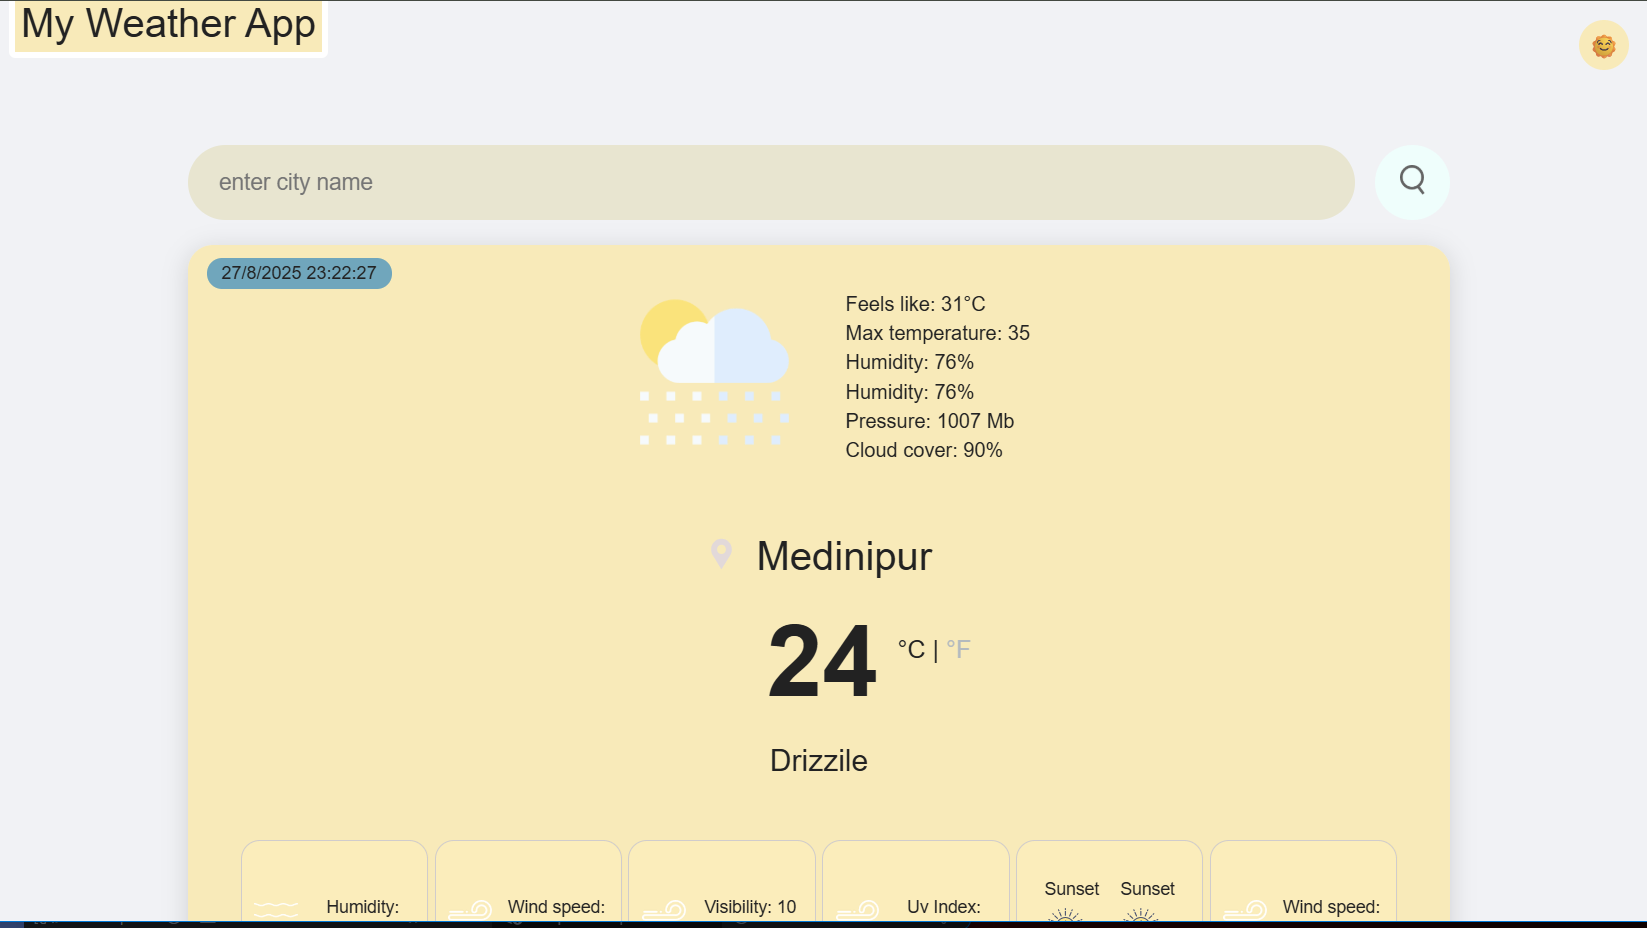 My Weather App
enter city name
27/8/2025 23:22:27
Feels like: 31°C
Max temperature: 35
Humidity: 76%
Humidity: 76%
Pressure: 1007 Mb
Cloud cover: 90%
Medinipur
24 °C | °F
Drizzile
Sunset Sunset
Humidity: Wind speed: Visibility: 10 Uv Index: Wind speed: